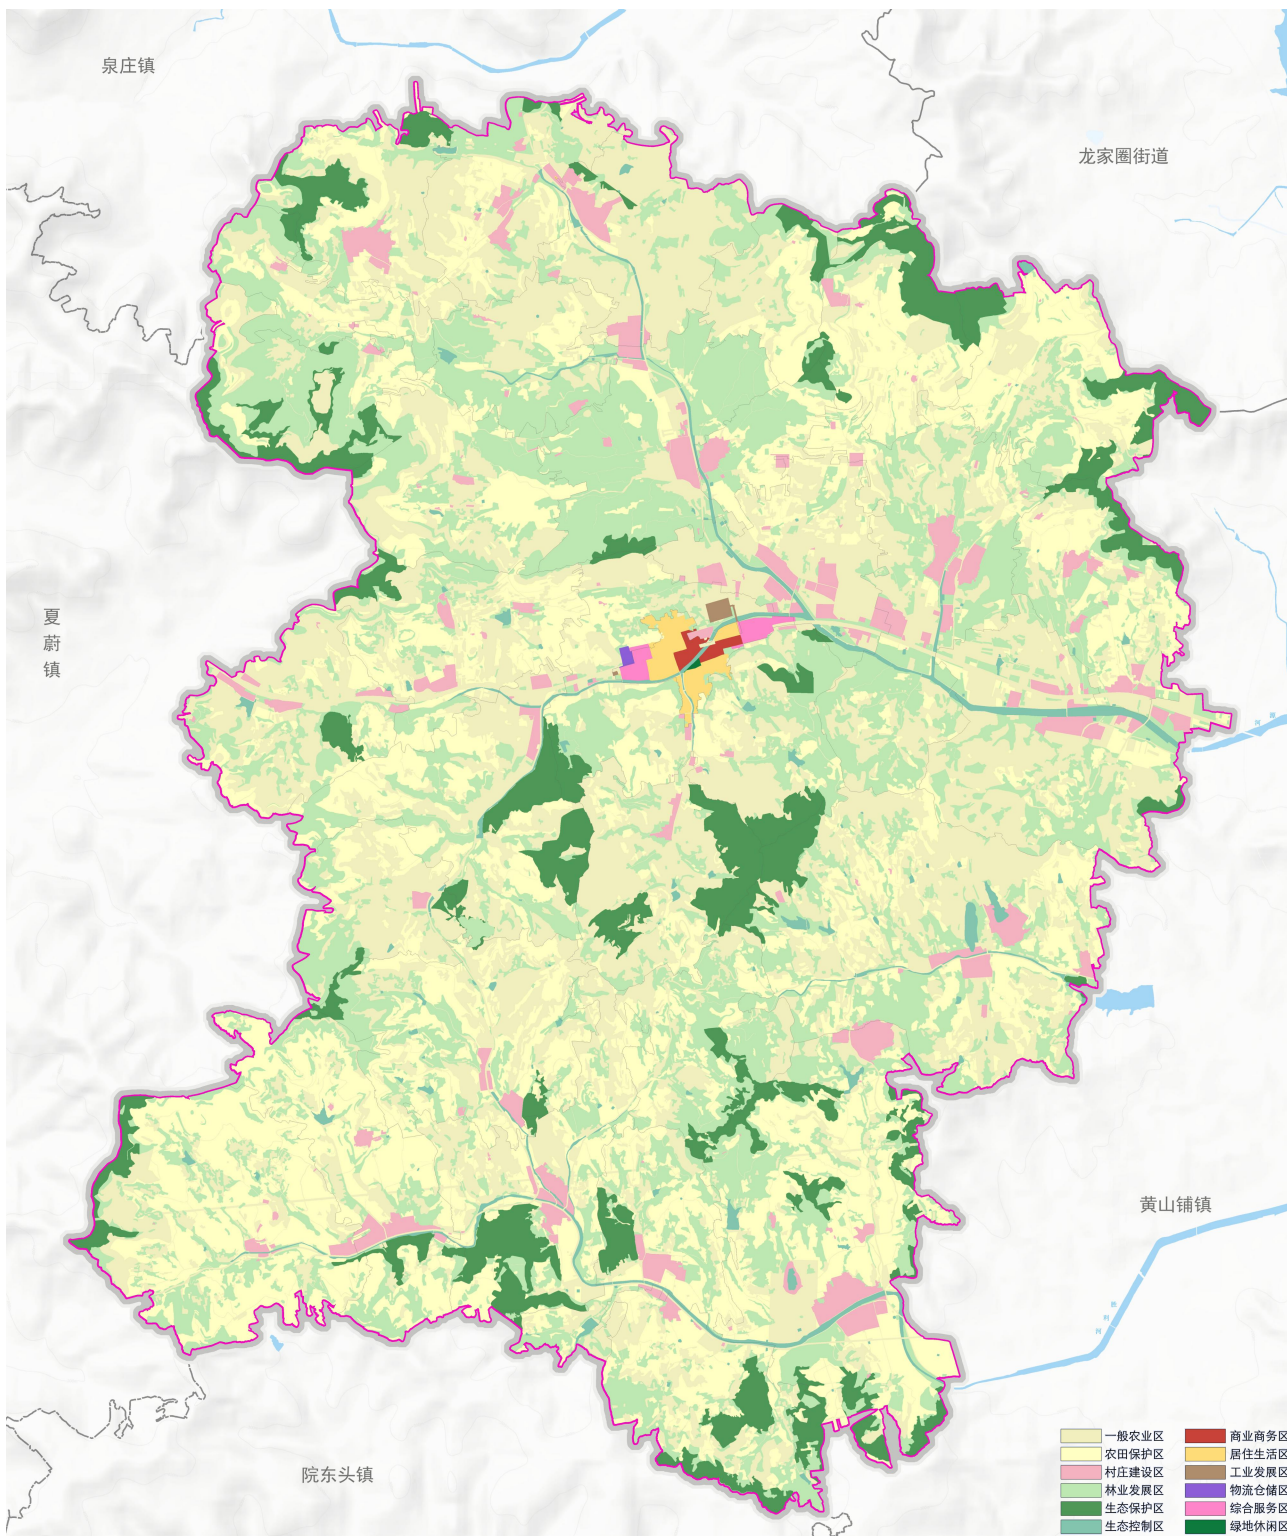 泉庄镇
龙家圈街道
夏蔚镇
黄山铺镇
院东头镇
一般农业区
农田保护区
村庄建设区
林业发展区
生态保护区
生态控制区
商业商务区
居住生活区
工业发展区
物流仓储区
综合服务区
绿地休闲区